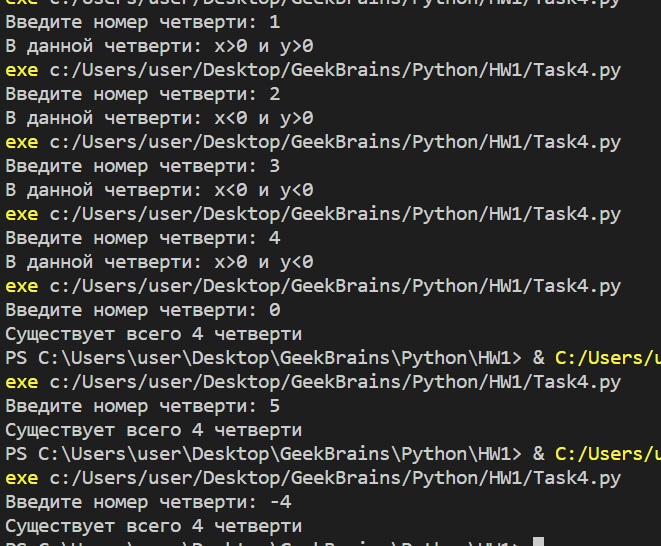 exe c:/Users/user/Desktop/GeekBrains/Python/HW1/Task4.py
Введите номер четверти: 1
В данной четверти: x>0 и y>0
exe c:/Users/user/Desktop/GeekBrains/Python/HW1/Task4.py
Введите номер четверти: 2
В данной четверти: x<0 и y>0
exe c:/Users/user/Desktop/GeekBrains/Python/HW1/Task4.py
Введите номер четверти: 3
В данной четверти: x<0 и y<0
exe c:/Users/user/Desktop/GeekBrains/Python/HW1/Task4.py
Введите номер четверти: 4
В данной четверти: x>0 и y<0
exe c:/Users/user/Desktop/GeekBrains/Python/HW1/Task4.py
Введите номер четверти: 0
Существует всего 4 четверти
PS C:\Users\user\Desktop\GeekBrains\Python\HW1> & C:/Users/u
exe c:/Users/user/Desktop/GeekBrains/Python/HW1/Task4.py
Введите номер четверти: 5
Существует всего 4 четверти
PS C:\Users\user\Desktop\GeekBrains\Python\HW1> & C:/Users/u
exe c:/Users/user/Desktop/GeekBrains/Python/HW1/Task4.py
Введите номер четверти: -4
Существует всего 4 четверти
PS C:\Users\user\Desktop\GeekBrains\Python\HW1>